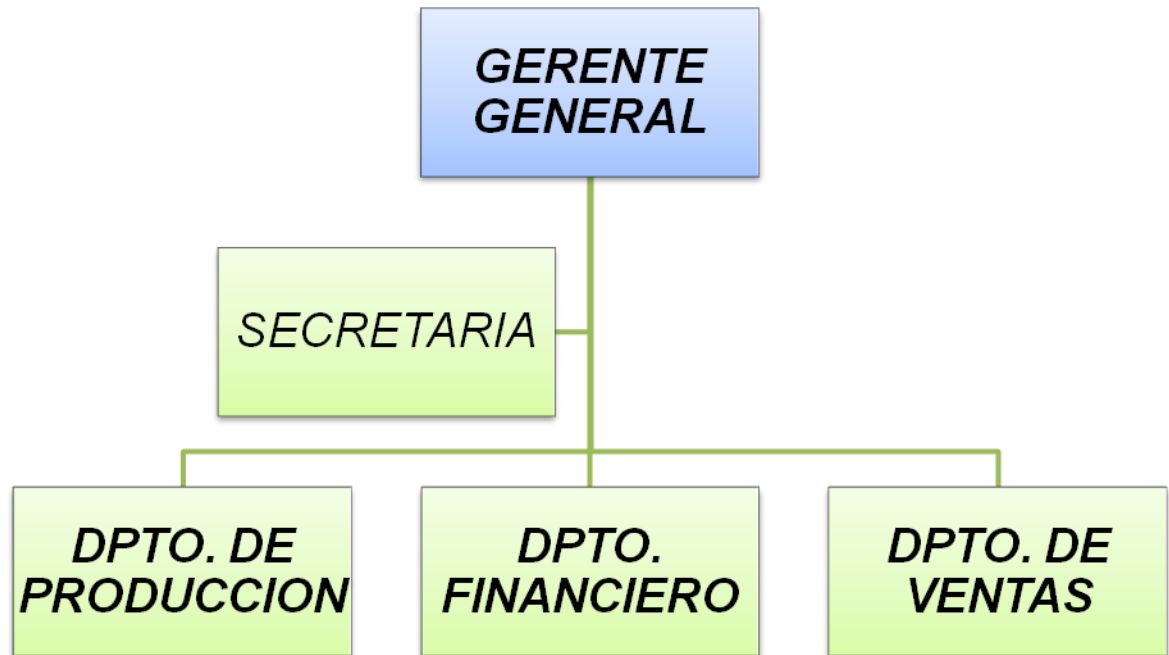 GERENTE
GENERAL
SECRETARIA
DPTO. DE
PRODUCCION
DPTO.
FINANCIERO
DPTO. DE
VENTAS